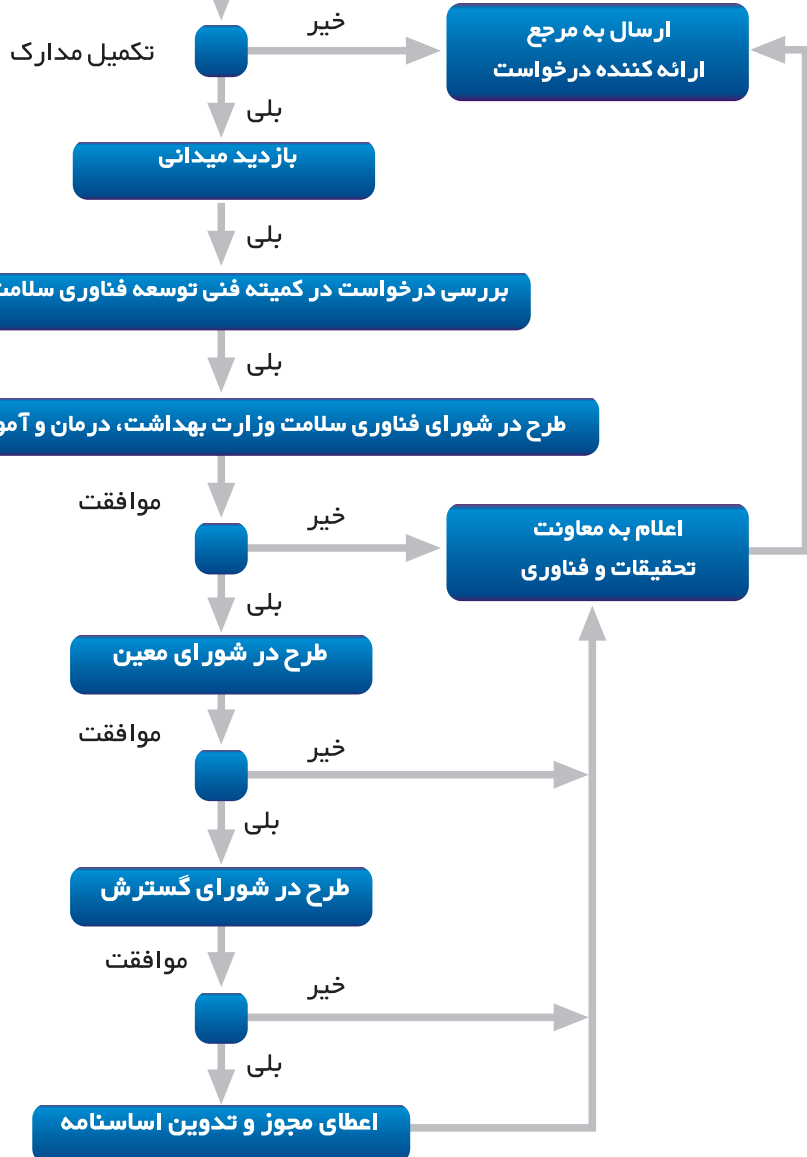 خیر
ارسال به مرجع
ارائه کننده درخواست
تکمیل مدارک
بلی
بازدید میدانی
بلی
بررسی درخواست در کمیته فنی توسعه فناوری سلامت
بلی
طرح در شورای فناوری سلامت وزارت بهداشت، درمان و
موافقت
خیر
اعلام به معاونت
تحقیقات و فناوری
بلی
طرح در شورای معین
موافقت
خیر
بلی
طرح در شورای گسترش
موافقت
خیر
بلی
اعطای مجوز و تدوین اساسنامه